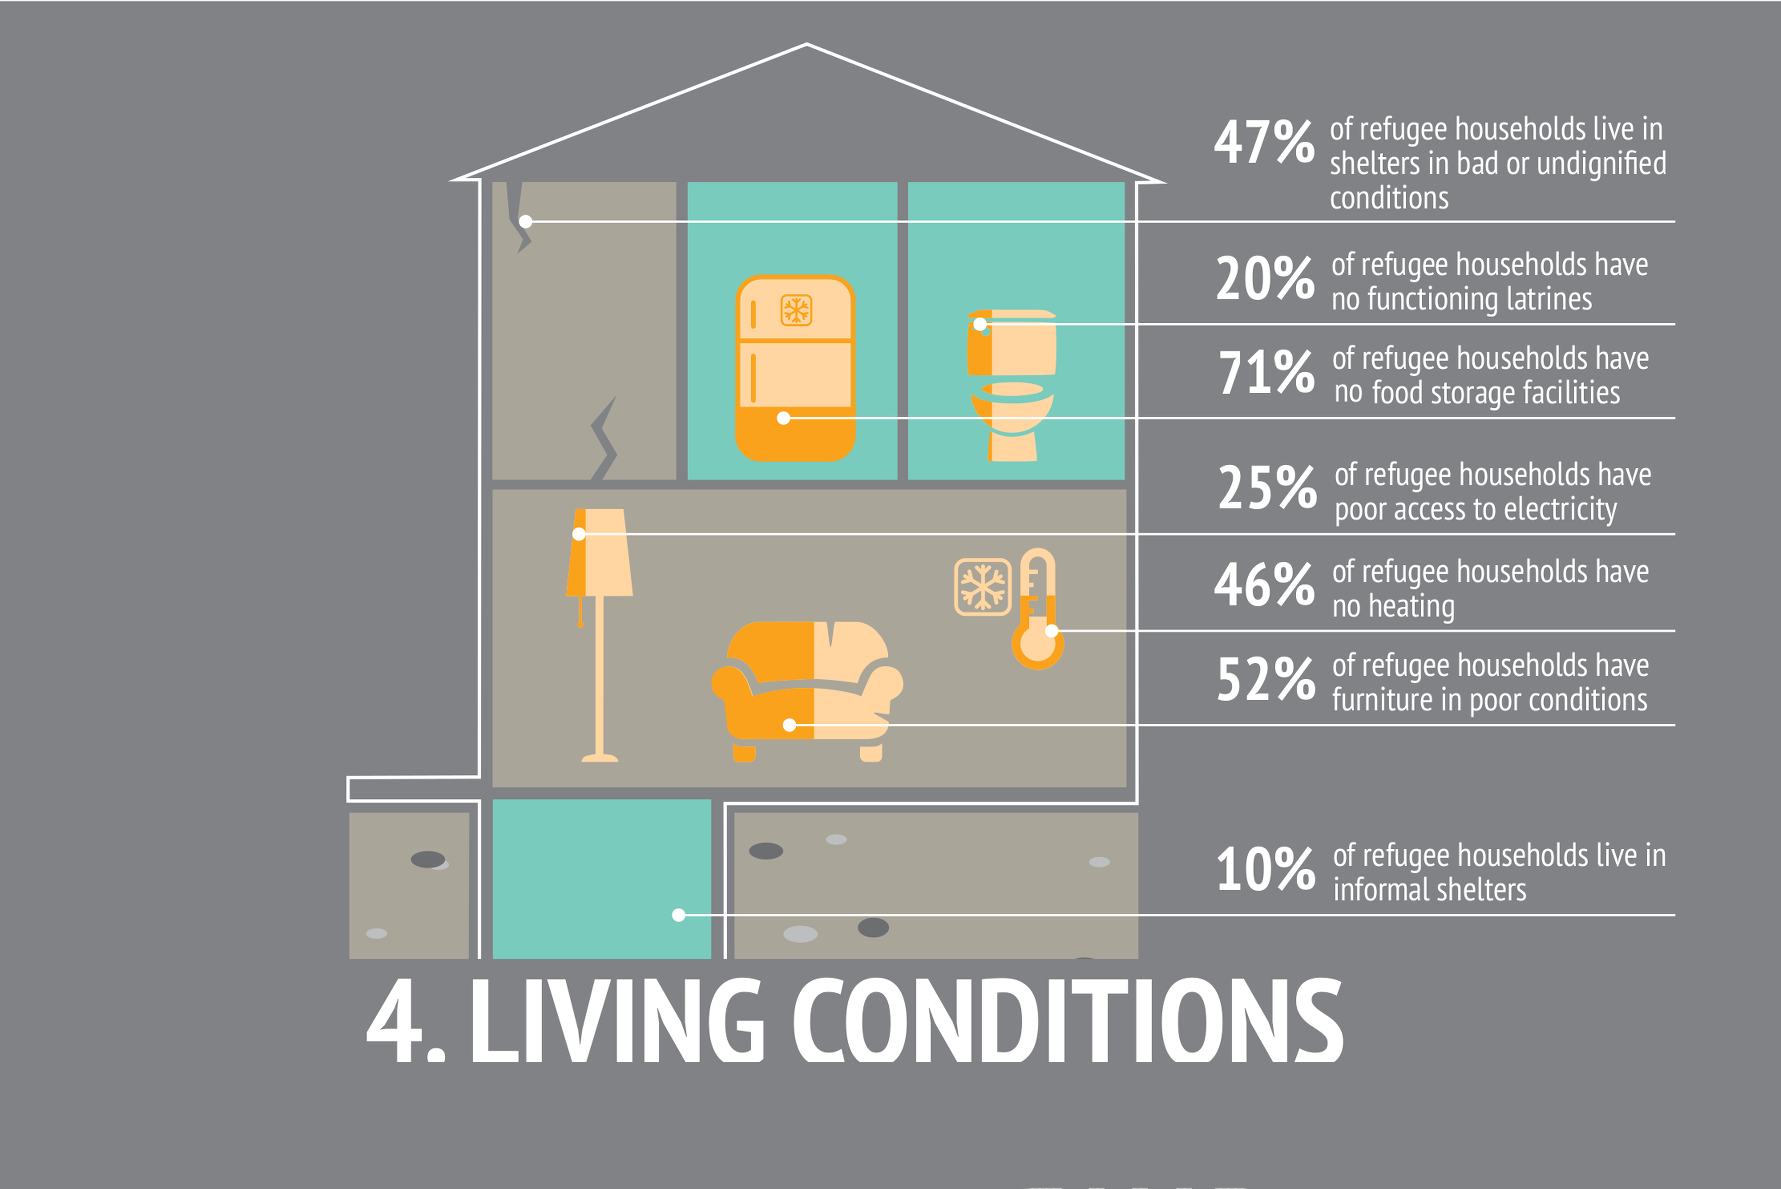 47% of refugee households live in
shelters in bad or undignified
conditions
20% of refugee households have
no functioning latrines
71% of refugee households have
no food storage facilities
25% of refugee households have
poor access to electricity
46% of refugee households have
no heating
52% of refugee households have
furniture in poor conditions
10% of refugee households live in
informal shelters
4. LIVING CONDITIONS